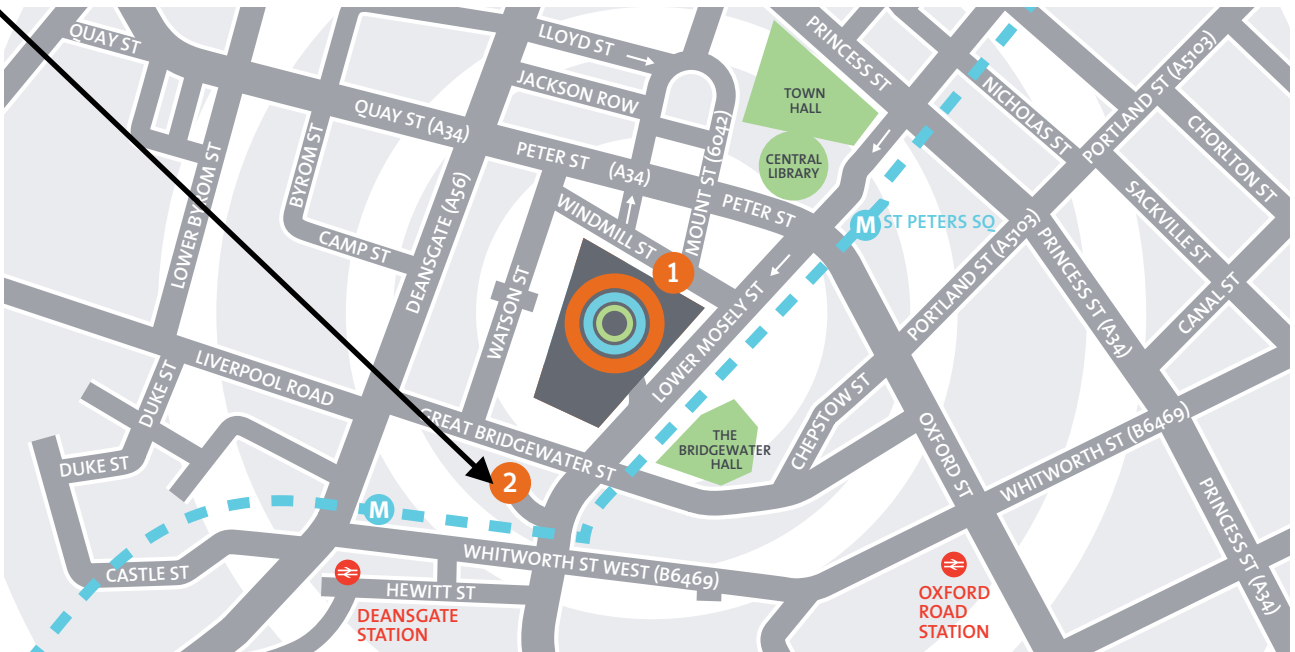 QUAY ST
LLOYD ST
PRINCESS ST
JACKSON ROW
TOWN
HALL
NICHOLAS ST
PORTLAND ST (A5103)
CHORLTON ST
QUAY ST (A34)
PETER ST
(A34)
MOUNT ST (6042)
CENTRAL
LIBRARY
BYROM ST
LOWER BYROM ST
DEANSGATE (A56)
WINDMILL ST
PETER ST
M
ST PETERS SQ
SACKVILLE ST
CAMP ST
1
PORTLAND ST (A5103)
PRINCESS ST (A34)
CANAL ST
WATSON ST
LOWER MOSELY ST
LIVERPOOL ROAD
DUKE ST
GREAT BRIDGEWATER ST
THE
BRIDGEWATER
HALL
CHEPSTOW ST
OXFORD ST
WHITWORTH ST (B6469)
DUKE ST
2
M
PRINCESS ST (A34)
CASTLE ST
WHITWORTH ST WEST (B6469)
HEWITT ST
DEANSGATE
STATION
OXFORD
ROAD
STATION